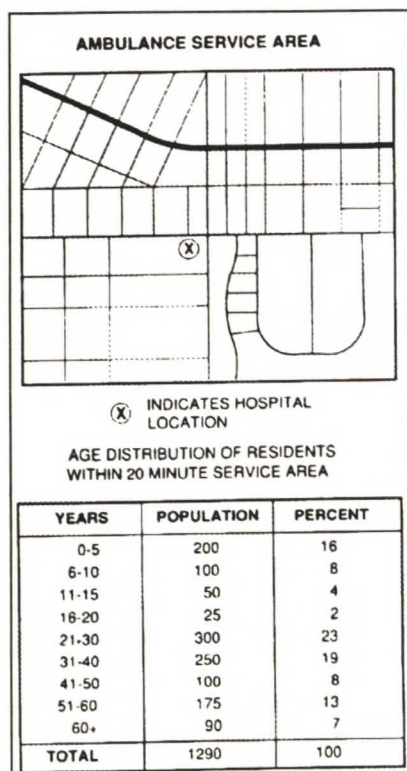 AMBULANCE SERVICE AREA
X
X INDICATES HOSPITAL
LOCATION
AGE DISTRIBUTION OF RESIDENTS
WITHIN 20 MINUTE SERVICE AREA
YEARS POPULATION PERCENT
0-5 200 16
6-10 100 8
11-15 50 4
16-20 25 2
21-30 300 23
31-40 250 19
41-50 100 8
51-60 175 13
60+ 90 7
TOTAL 1290 100